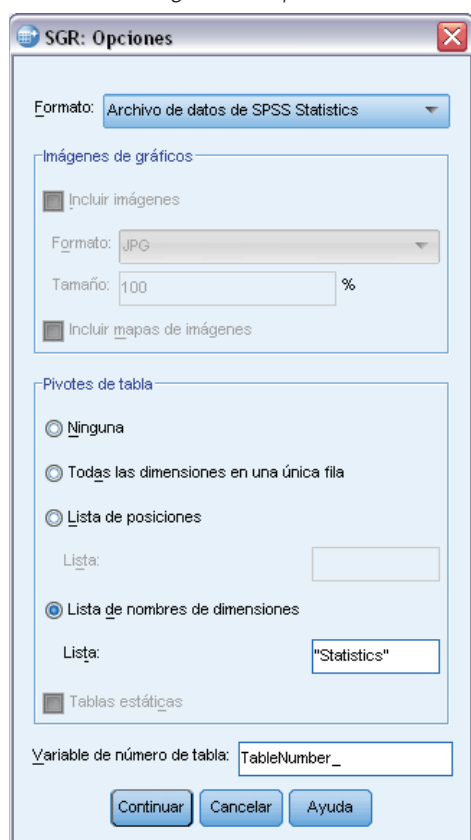 SGR: Opciones
Formato: Archivo de datos de SPSS Statistics
Imágenes de gráficos
Incluir imágenes
Formato: JPG
Tamaño: 100 %
Incluir mapas de imágenes
Pivotes de tabla
Ninguna
Todas las dimensiones en una única fila
Lista de posiciones
Lista:
Lista de nombres de dimensiones
Lista: "Statistics"
Tablas estáticas
Variable de número de tabla: TableNumber_
Continuar Cancelar Ayuda